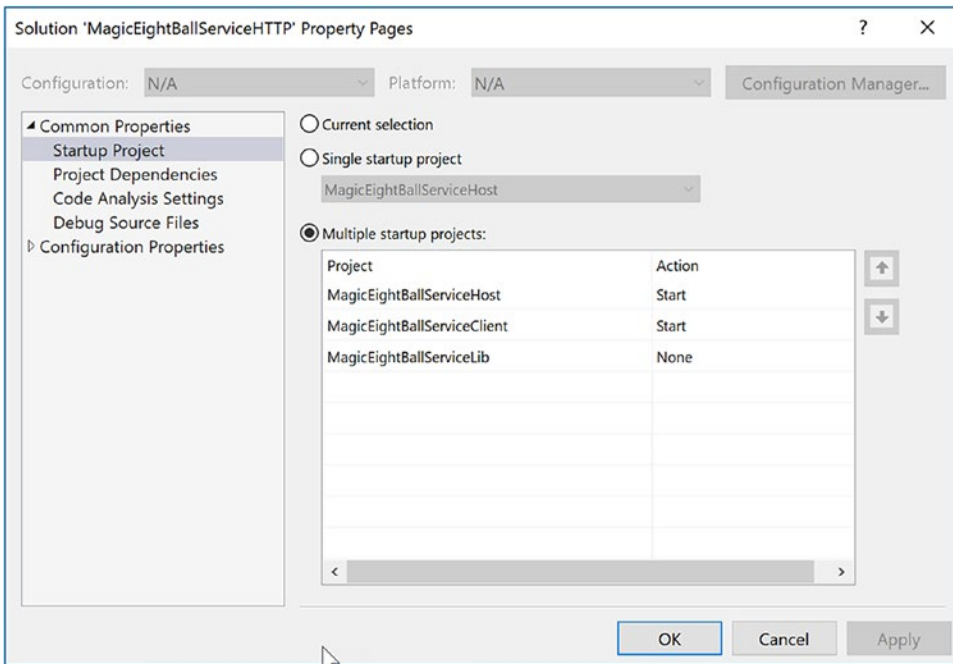 Solution 'MagicEightBallServiceHTTP' Property Pages
Configuration: N/A Platform: N/A Configuration Manager...
Common Properties
Startup Project
Project Dependencies
Code Analysis Settings
Debug Source Files
Configuration Properties
Current selection
Single startup project
MagicEightBallServiceHost
Multiple startup projects:
Project Action
MagicEightBallServiceHost Start
MagicEightBallServiceClient Start
MagicEightBallServiceLib None
OK Cancel Apply